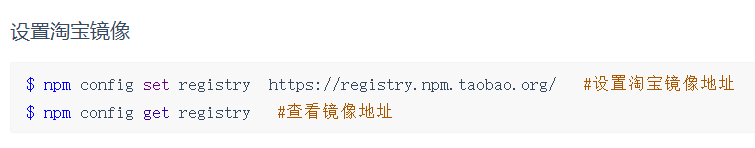 设置淘宝镜像
$ npm config set registry  https://registry.npm.taobao.org/   #设置淘宝镜像地址
$ npm config get registry   #查看镜像地址